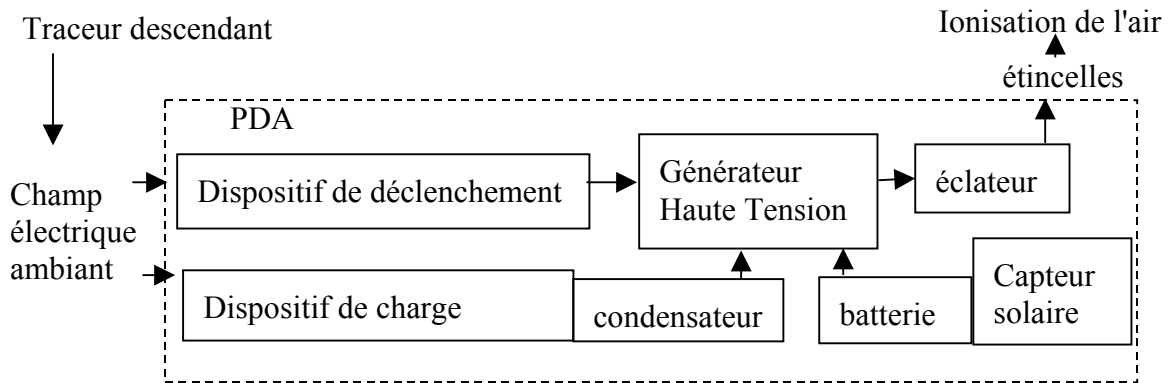 Traceur descendant
Ionisation de l'air
étincelles
PDA
Champ
électrique
ambiant
Dispositif de déclenchement
Générateur
Haute Tension
éclateur
Dispositif de charge
condensateur
batterie
Capteur
solaire